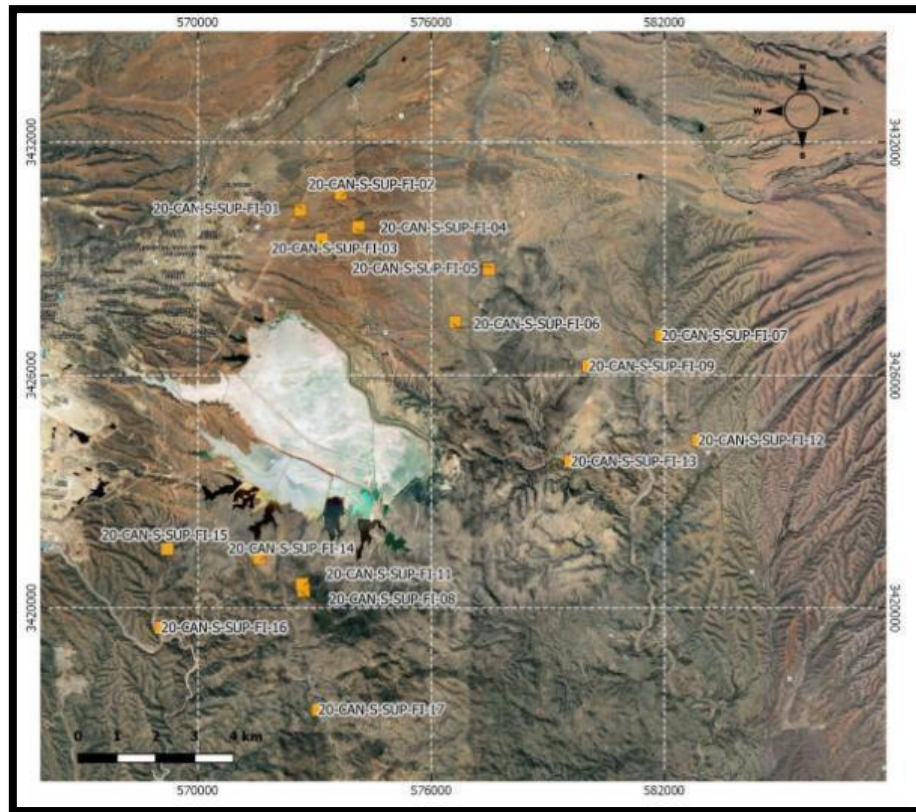 570000
576000
582000
N
W
E
S
3432000
3432000
20-CAN-S-SUP-FI-02
20-CAN-S-SUP-FI-01
20-CAN-S-SUP-FI-04
20-CAN-S-SUP-FI-03
20-CAN-S-SUP-FI-05
20-CAN-S-SUP-FI-06
20-CAN-S-SUP-FI-07
20-CAN-S-SUP-FI-09
3426000
3426000
20-CAN-S-SUP-FI-12
20-CAN-S-SUP-FI-13
20-CAN-S-SUP-FI-15
20-CAN-S-SUP-FI-14
20-CAN-S-SUP-FI-11
20-CAN-S-SUP-FI-08
3420000
3420000
20-CAN-S-SUP-FI-16
20-CAN-S-SUP-FI-17
0 1 2 3 4 km
570000
576000
582000